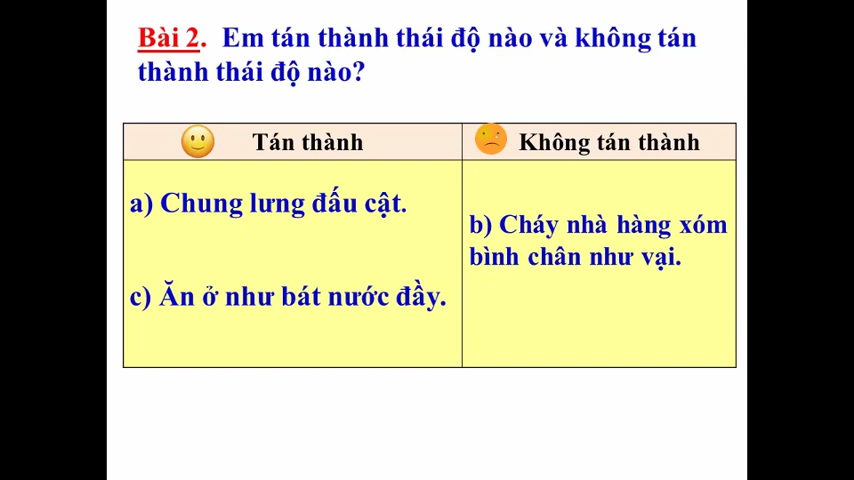 Bài 2. Em tán thành thái độ nào và không tán
thành thái độ nào?
Tán thành
Không tán thành
a) Chung lưng đấu cật.
c) Ăn ở như bát nước đầy.
b) Cháy nhà hàng xóm
bình chân như vại.